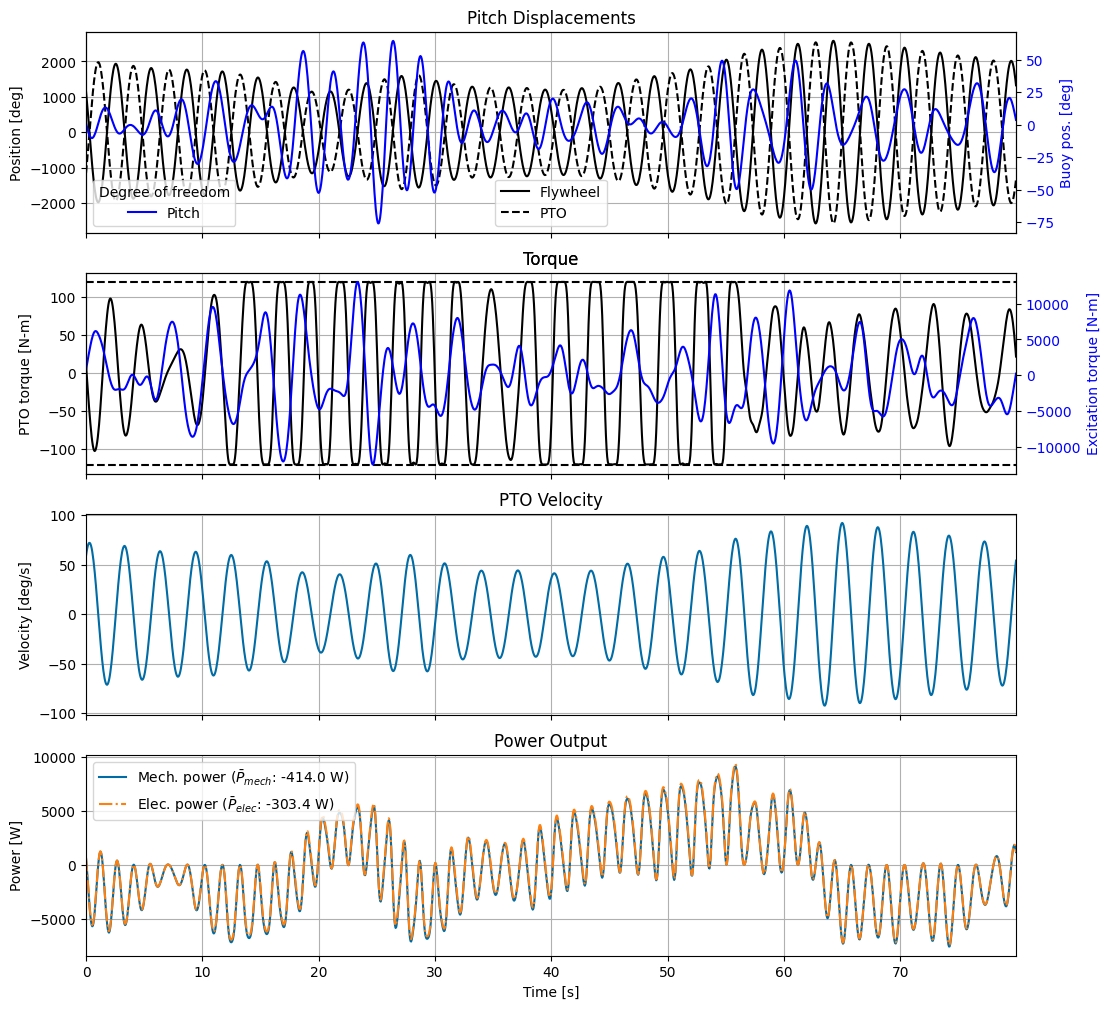 Pitch Displacements
Position [deg]
2000
1000
0
−1000
−2000
50
25
0
−25
−50
−75
Buoy pos. [deg]
Degree of freedom
Pitch
Flywheel
PTO
Torque
PTO torque [N-m]
100
50
0
−50
−100
10000
5000
0
−5000
−10000
Excitation torque [N-m]
PTO Velocity
Velocity [deg/s]
100
50
0
−50
−100
Power Output
Power [W]
10000
5000
0
−5000
Mech. power (P̄mech: -414.0 W)
Elec. power (P̄elec: -303.4 W)
0 10 20 30 40 50 60 70
Time [s]